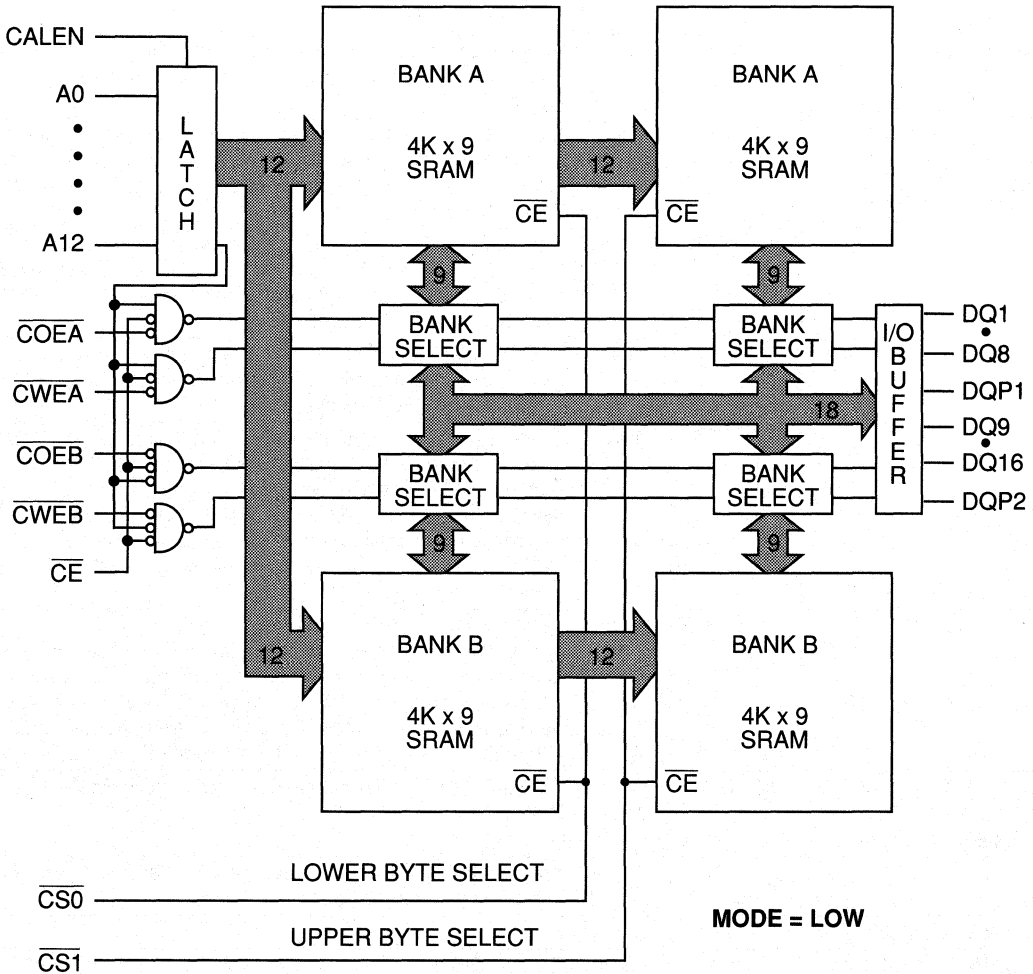 CALEN
A0
A12
LATCH
12
BANK A
4K x 9
SRAM
CE
12
BANK A
4K x 9
SRAM
CE
9
9
COEA
CWEA
COEB
CWEB
CE
BANK
SELECT
BANK
SELECT
18
BANK
SELECT
BANK
SELECT
I/O
BUFFER
DQ1
DQ8
DQP1
DQ9
DQ16
DQP2
9
9
12
BANK B
4K x 9
SRAM
CE
12
BANK B
4K x 9
SRAM
CE
LOWER BYTE SELECT
CS0
UPPER BYTE SELECT
CS1
MODE = LOW